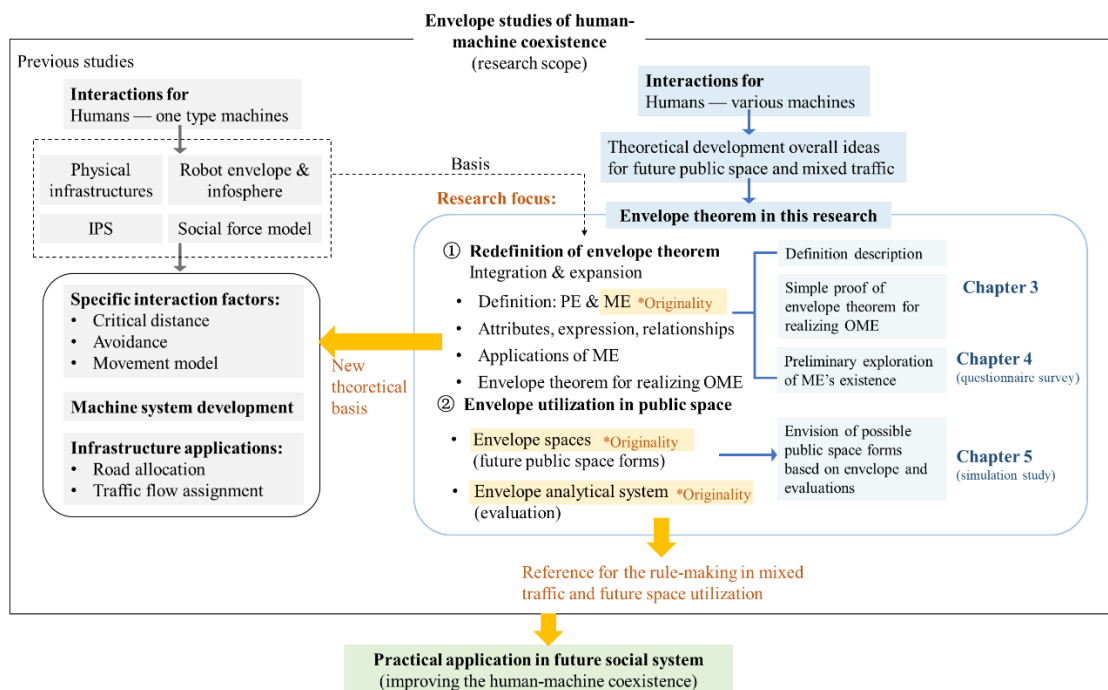 Envelope studies of human-
machine coexistence
(research scope)
Previous studies
Interactions for
Humans — one type machines
Physical
infrastructures
Robot envelope &
infosphere
IPS
Social force model
Specific interaction factors:
• Critical distance
• Avoidance
• Movement model
Machine system development
Infrastructure applications:
• Road allocation
• Traffic flow assignment
Basis
New
theoretical
basis
Interactions for
Humans — various machines
Theoretical development overall ideas
for future public space and mixed traffic
Research focus:
Envelope theorem in this research
① Redefinition of envelope theorem
Integration & expansion
• Definition: PE & ME *Originality
• Attributes, expression, relationships
• Applications of ME
• Envelope theorem for realizing OME
② Envelope utilization in public space
• Envelope spaces *Originality
(future public space forms)
• Envelope analytical system *Originality
(evaluation)
Definition description
Simple proof of
envelope theorem for
realizing OME
Chapter 3
Preliminary exploration
of ME's existence
Chapter 4
(questionnaire survey)
Envision of possible
public space forms
based on envelope and
evaluations
Chapter 5
(simulation study)
Reference for the rule-making in mixed
traffic and future space utilization
Practical application in future social system
(improving the human-machine coexistence)